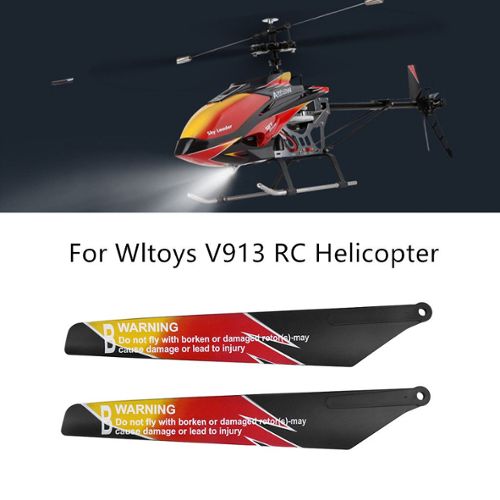 Sky Leader
For Wltoys V913 RC Helicopter
B WARNING
Do not fly with borken or damaged rotor(s)-may
cause damage or lead to injury
B WARNING
Do not fly with borken or damaged rotor(s)-may
cause damage or lead to injury